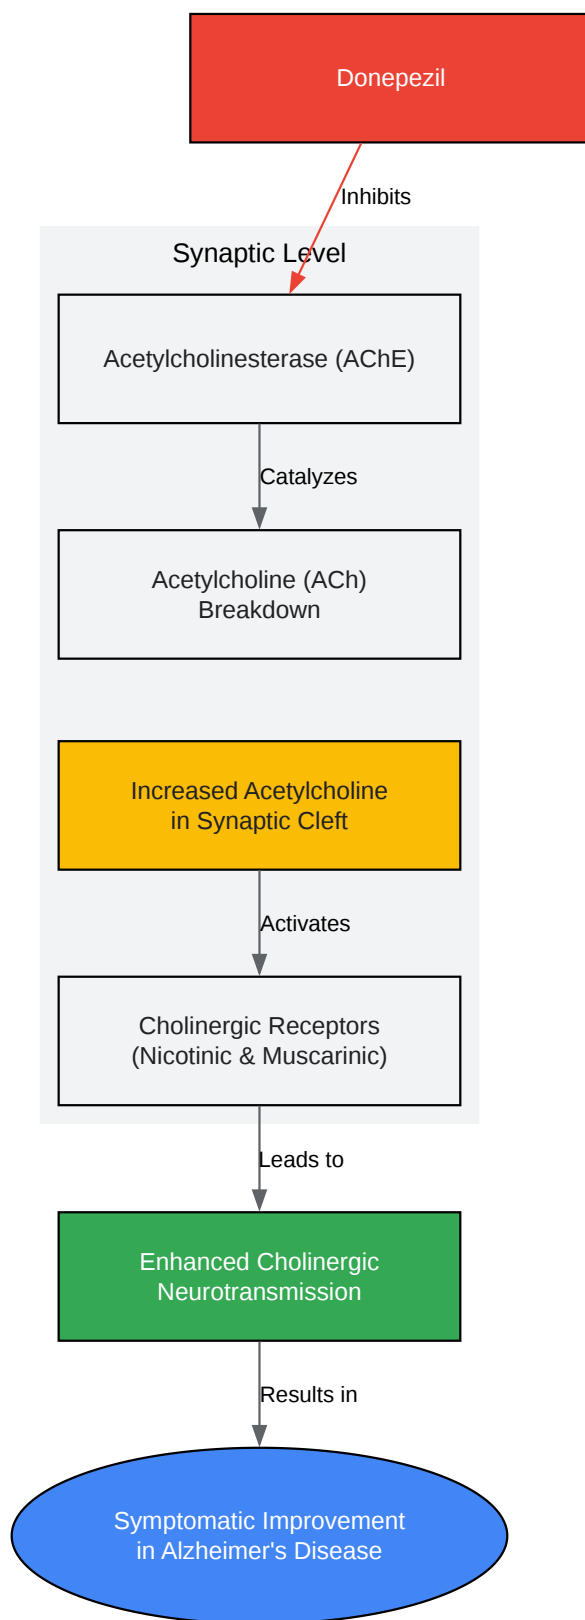 Donepezil
Inhibits
Synaptic Level
Acetylcholinesterase (AChE)
Catalyzes
Acetylcholine (ACh)
Breakdown
Increased Acetylcholine
in Synaptic Cleft
Activates
Cholinergic Receptors
(Nicotinic & Muscarinic)
Leads to
Enhanced Cholinergic
Neurotransmission
Results in
Symptomatic Improvement
in Alzheimer's Disease